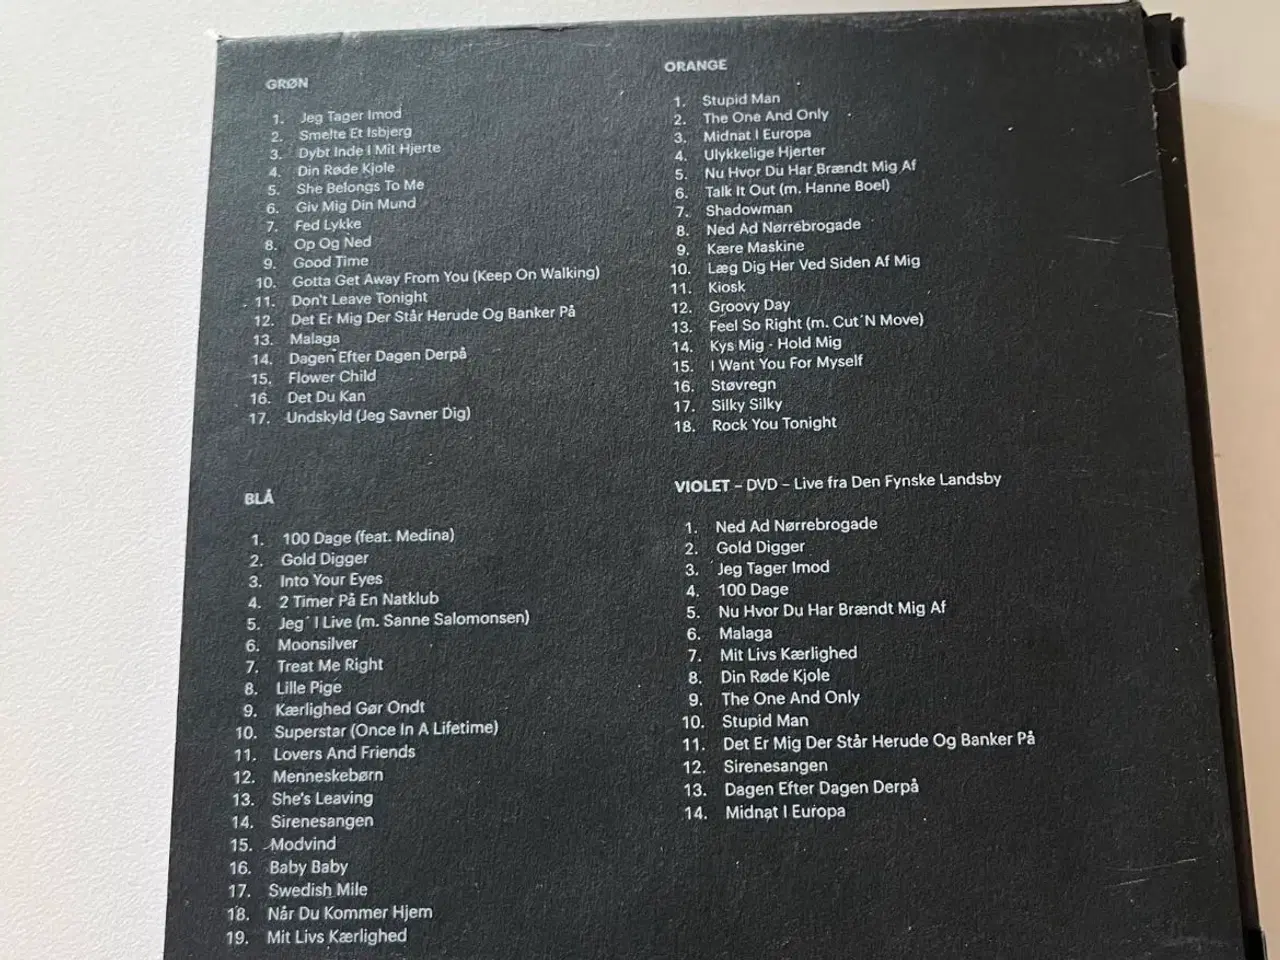 GRØN
1. Jeg Tager Imod
2. Smelte Et Isbjerg
3. Dybt Inde I Mit Hjerte
4. Din Røde Kjole
5. She Belongs To Me
6. Giv Mig Din Mund
7. Fed Lykke
8. Op Og Ned
9. Good Time
10. Gotta Get Away From You (Keep On Walking)
11. Don't Leave Tonight
12. Det Er Mig Der Står Herude Og Banker På
13. Malaga
14. Dagen Efter Dagen Derpå
15. Flower Child
16. Det Du Kan
17. Undskyld (Jeg Savner Dig)
ORANGE
1. Stupid Man
2. The One And Only
3. Midnat I Europa
4. Ulykkelige Hjerter
5. Nu Hvor Du Har Brændt Mig Af
6. Talk It Out (m. Hanne Boel)
7. Shadowman
8. Ned Ad Nørrebrogade
9. Kære Maskine
10. Læg Dig Her Ved Siden Af Mig
11. Kiosk
12. Groovy Day
13. Feel So Right (m. Cut´N Move)
14. Kys Mig - Hold Mig
15. I Want You For Myself
16. Støvregn
17. Silky Silky
18. Rock You Tonight
BLÅ
1. 100 Dage (feat. Medina)
2. Gold Digger
3. Into Your Eyes
4. 2 Timer På En Natklub
5. Jeg´ I Live (m. Sanne Salomonsen)
6. Moonsilver
7. Treat Me Right
8. Lille Pige
9. Kærlighed Gør Ondt
10. Superstar (Once In A Lifetime)
11. Lovers And Friends
12. Menneskebørn
13. She's Leaving
14. Sirenesangen
15. Modvind
16. Baby Baby
17. Swedish Mile
18. Når Du Kommer Hjem
19. Mit Livs Kærlighed
VIOLET – DVD – Live fra Den Fynske Landsby
1. Ned Ad Nørrebrogade
2. Gold Digger
3. Jeg Tager Imod
4. 100 Dage
5. Nu Hvor Du Har Brændt Mig Af
6. Malaga
7. Mit Livs Kærlighed
8. Din Røde Kjole
9. The One And Only
10. Stupid Man
11. Det Er Mig Der Står Herude Og Banker På
12. Sirenesangen
13. Dagen Efter Dagen Derpå
14. Midnat I Europa